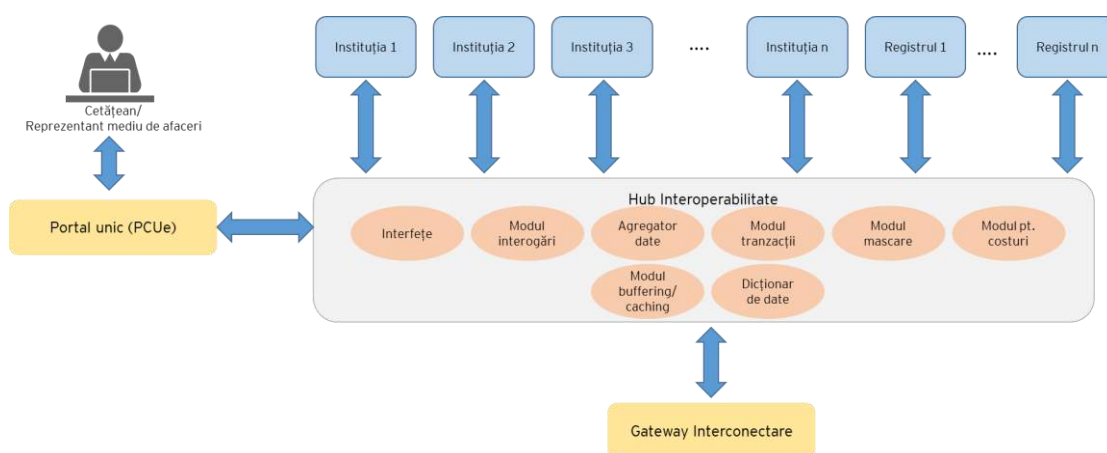 Instituția 1
Instituția 2
Instituția 3
....
Instituția n
Registrul 1
....
Registrul n
Cetățean/
Reprezentant mediu de afaceri
Portal unic (PCUe)
Hub Interoperabilitate
Interfețe
Modul
interogări
Agregator
date
Modul
tranzacții
Modul
mascare
Modul pt.
costuri
Modul
buffering/
caching
Dicționar
de date
Gateway Interconectare